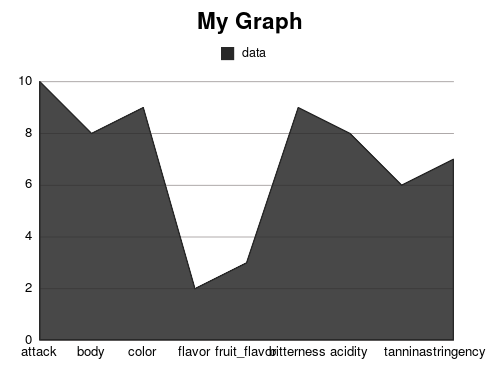 My Graph
data
10
8
6
4
2
0
attack body color flavor fruit_flavor bitterness acidity tannin astringency